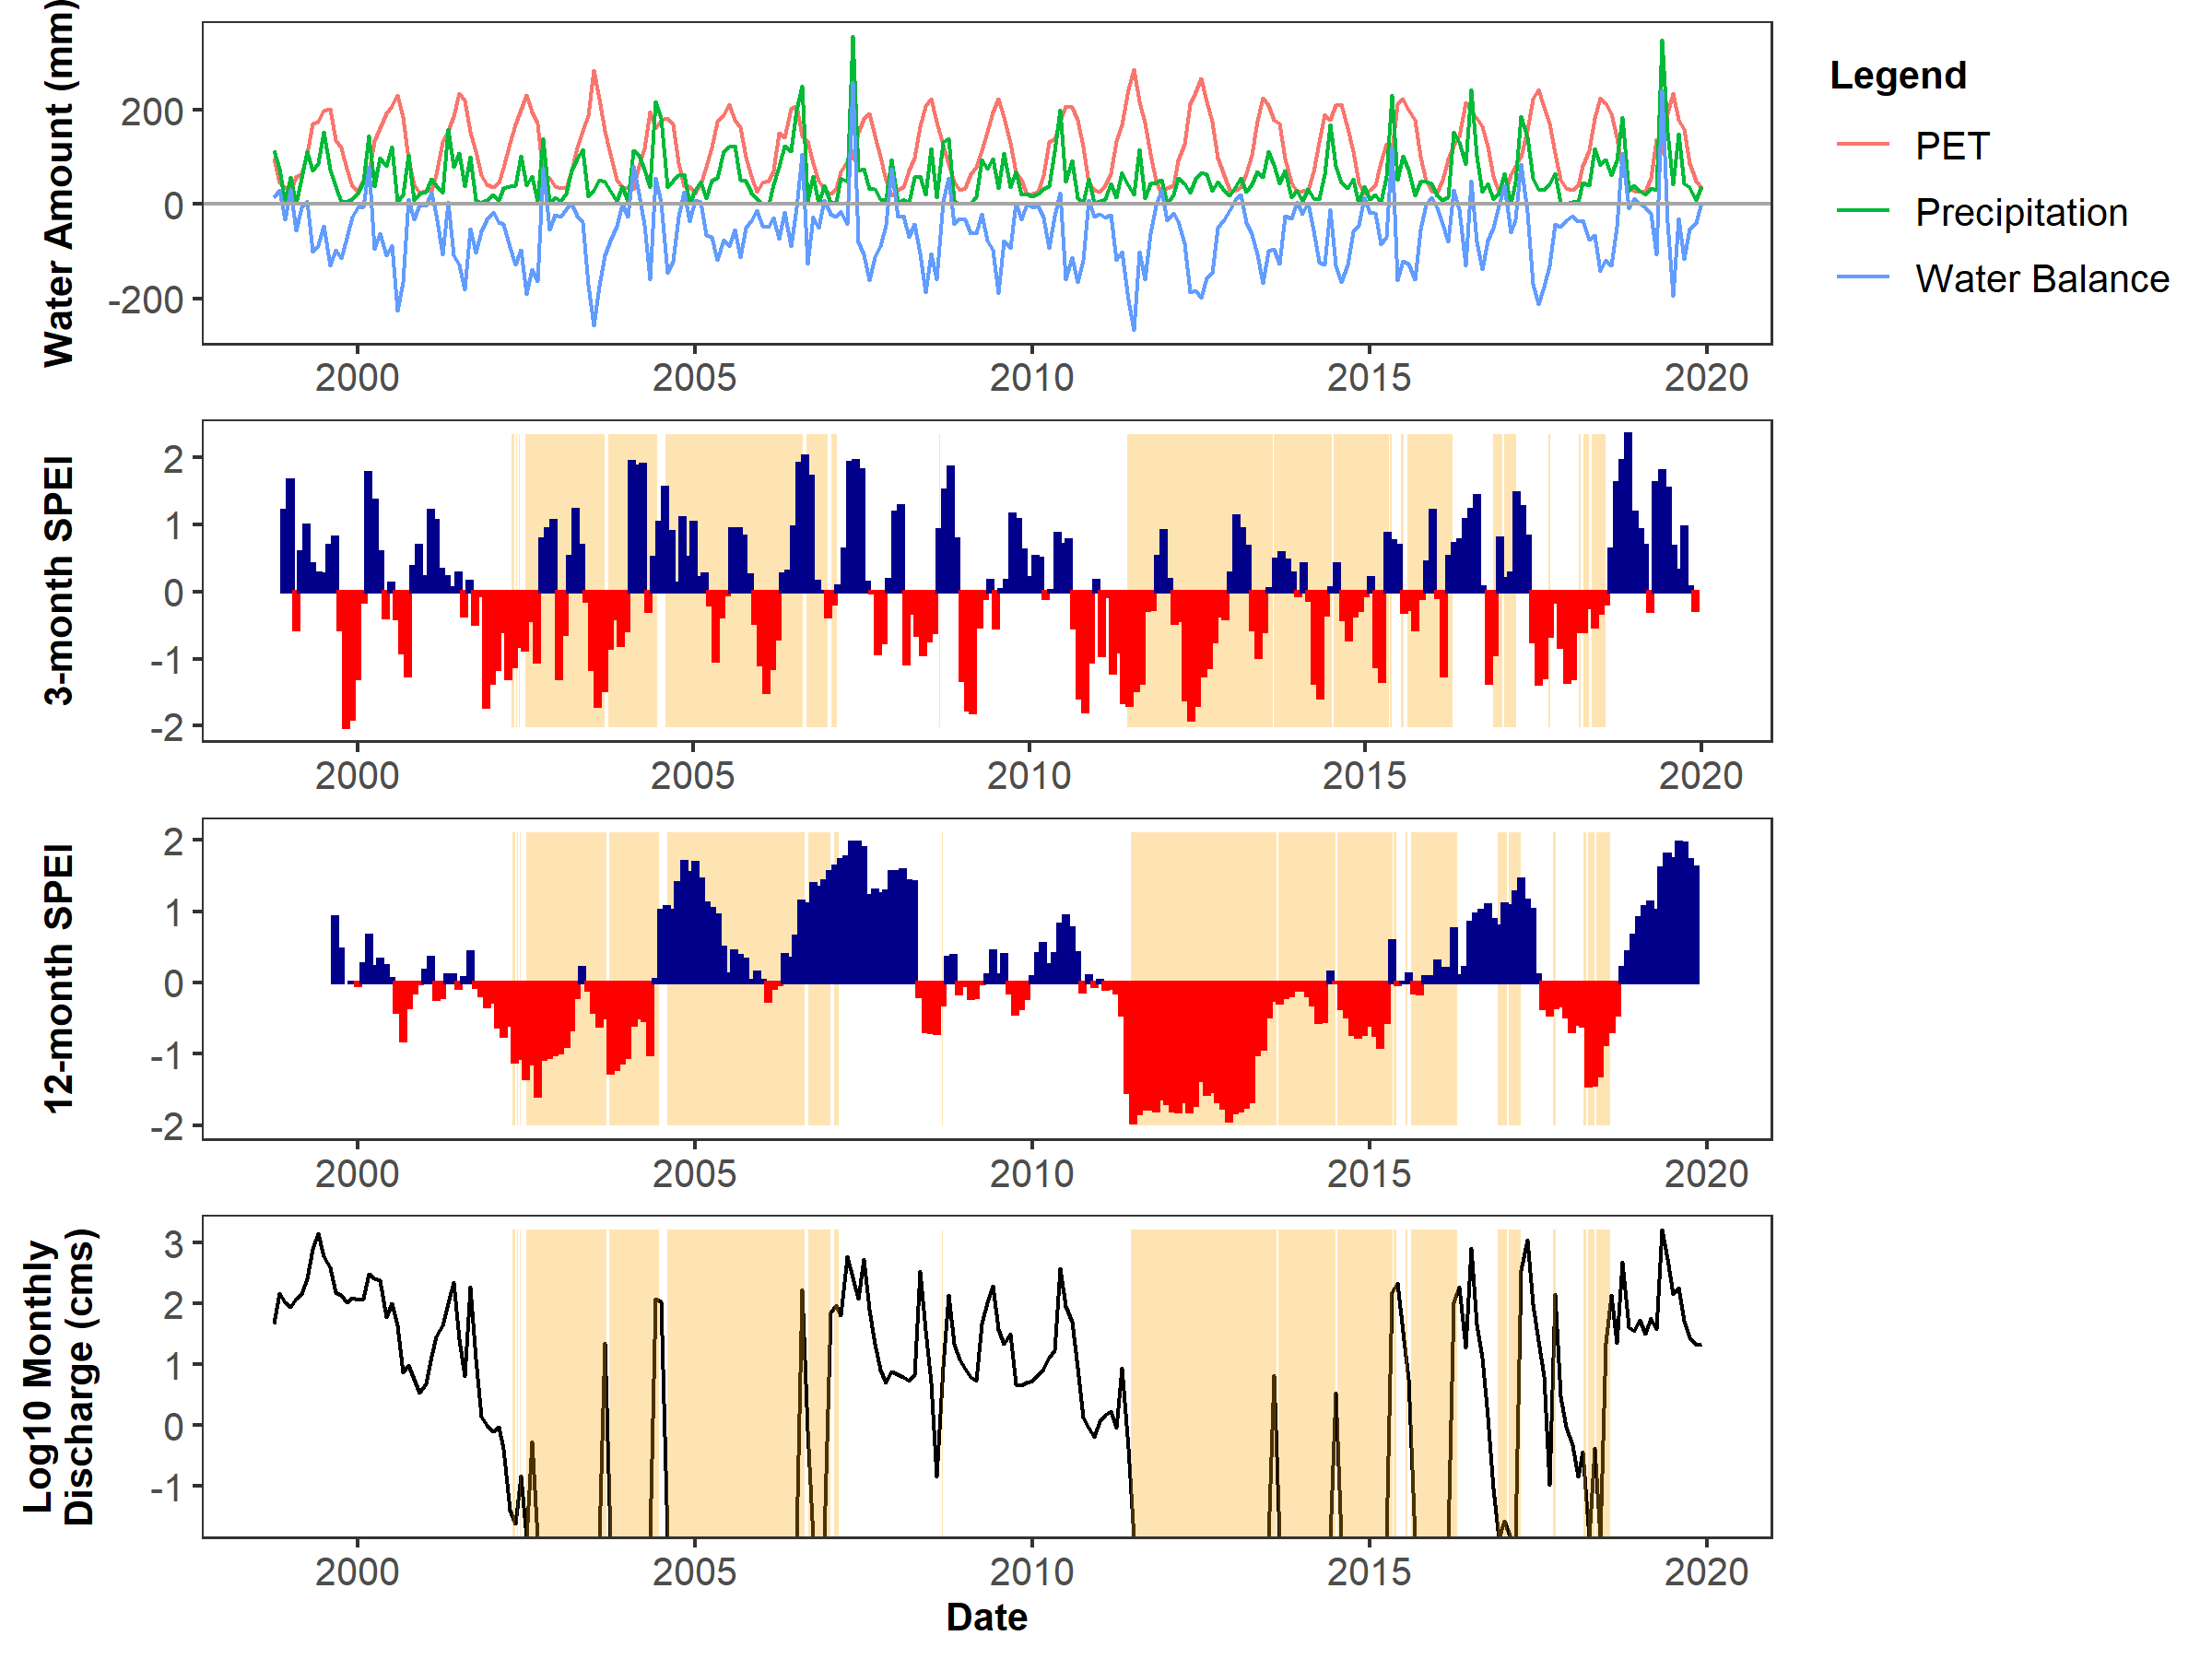 Water Amount (mm)
200
0
-200
2000 2005 2010 2015 2020
Legend
PET
Precipitation
Water Balance
3-month SPEI
2
1
0
-1
-2
2000 2005 2010 2015 2020
12-month SPEI
2
1
0
-1
-2
2000 2005 2010 2015 2020
Log10 Monthly
Discharge (cms)
3
2
1
0
-1
2000 2005 2010 2015 2020
Date